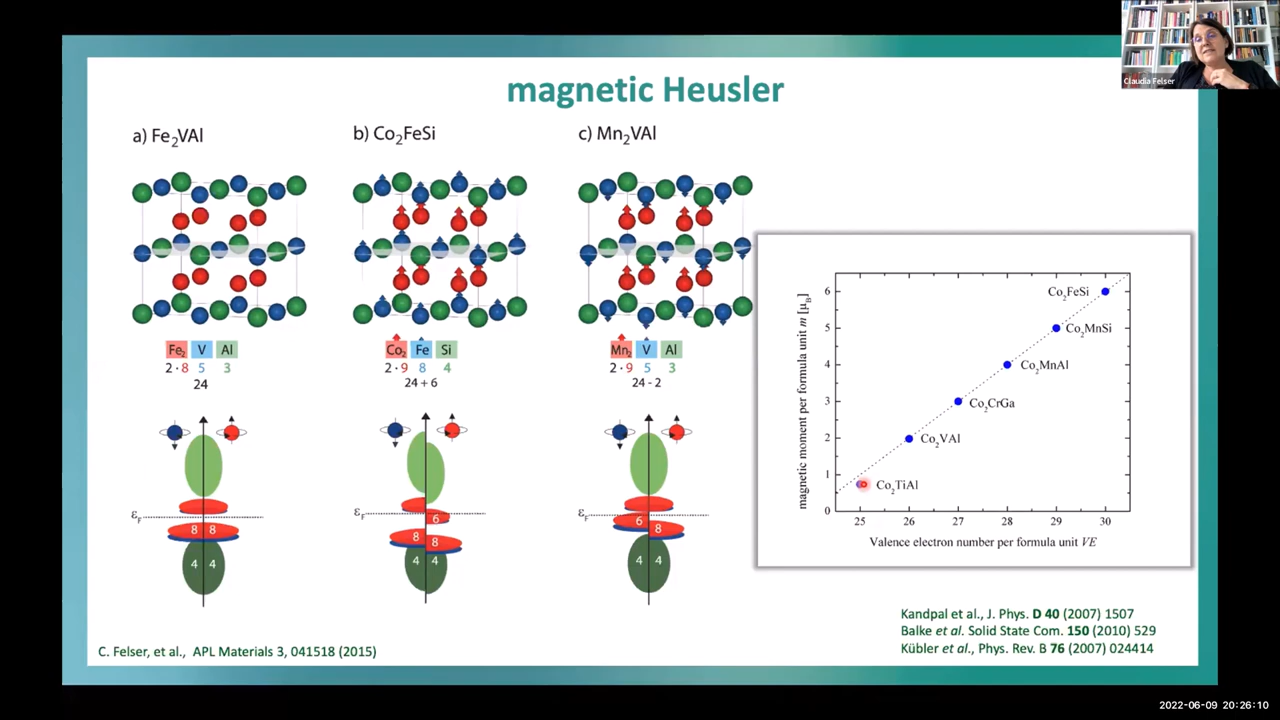 Claudia Felser
magnetic Heusler
a) Fe₂VAl
b) Co₂FeSi
c) Mn₂VAl
Fe₂ V Al
2·8 5 3
24
Co₂ Fe Si
2·9 8 4
24 + 6
Mn₂ V Al
2·9 5 3
24 - 2
εF
8 8
4 4
εF
6
8 8
4 4
εF
6 8
4 4
magnetic moment per formula unit m [μB]
6
5
4
3
2
1
0
Co₂FeSi
Co₂MnSi
Co₂MnAl
Co₂CrGa
Co₂VAl
Co₂TiAl
25 26 27 28 29 30
Valence electron number per formula unit VE
Kandpal et al., J. Phys. D 40 (2007) 1507
Balke et al. Solid State Com. 150 (2010) 529
Kübler et al., Phys. Rev. B 76 (2007) 024414
C. Felser, et al., APL Materials 3, 041518 (2015)
2022-06-09 20:26:10